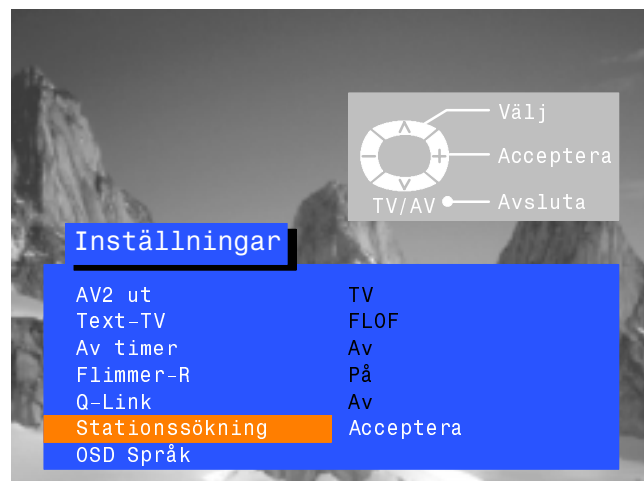 Välj
Acceptera
TV/AV Avsluta
Inställningar
AV2 ut TV
Text-TV FLOF
Av timer Av
Flimmer-R På
Q-Link Av
Stationssökning Acceptera
OSD Språk